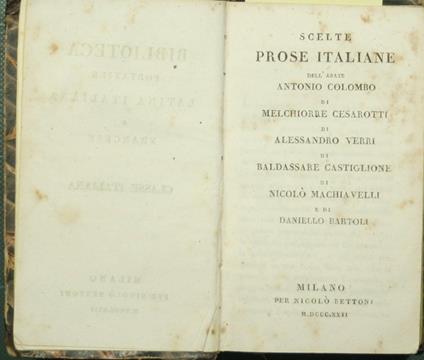 SCELTE
PROSE ITALIANE
DELL' ABATE
ANTONIO COLOMBO
DI
MELCHIORRE CESAROTTI
DI
ALESSANDRO VERRI
DI
BALDASSARE CASTIGLIONE
DI
NICOLÒ MACHIAVELLI
E DI
DANIELLO BARTOLI
MILANO
PER NICOLÒ BETTONI
M.DCCC.XXII